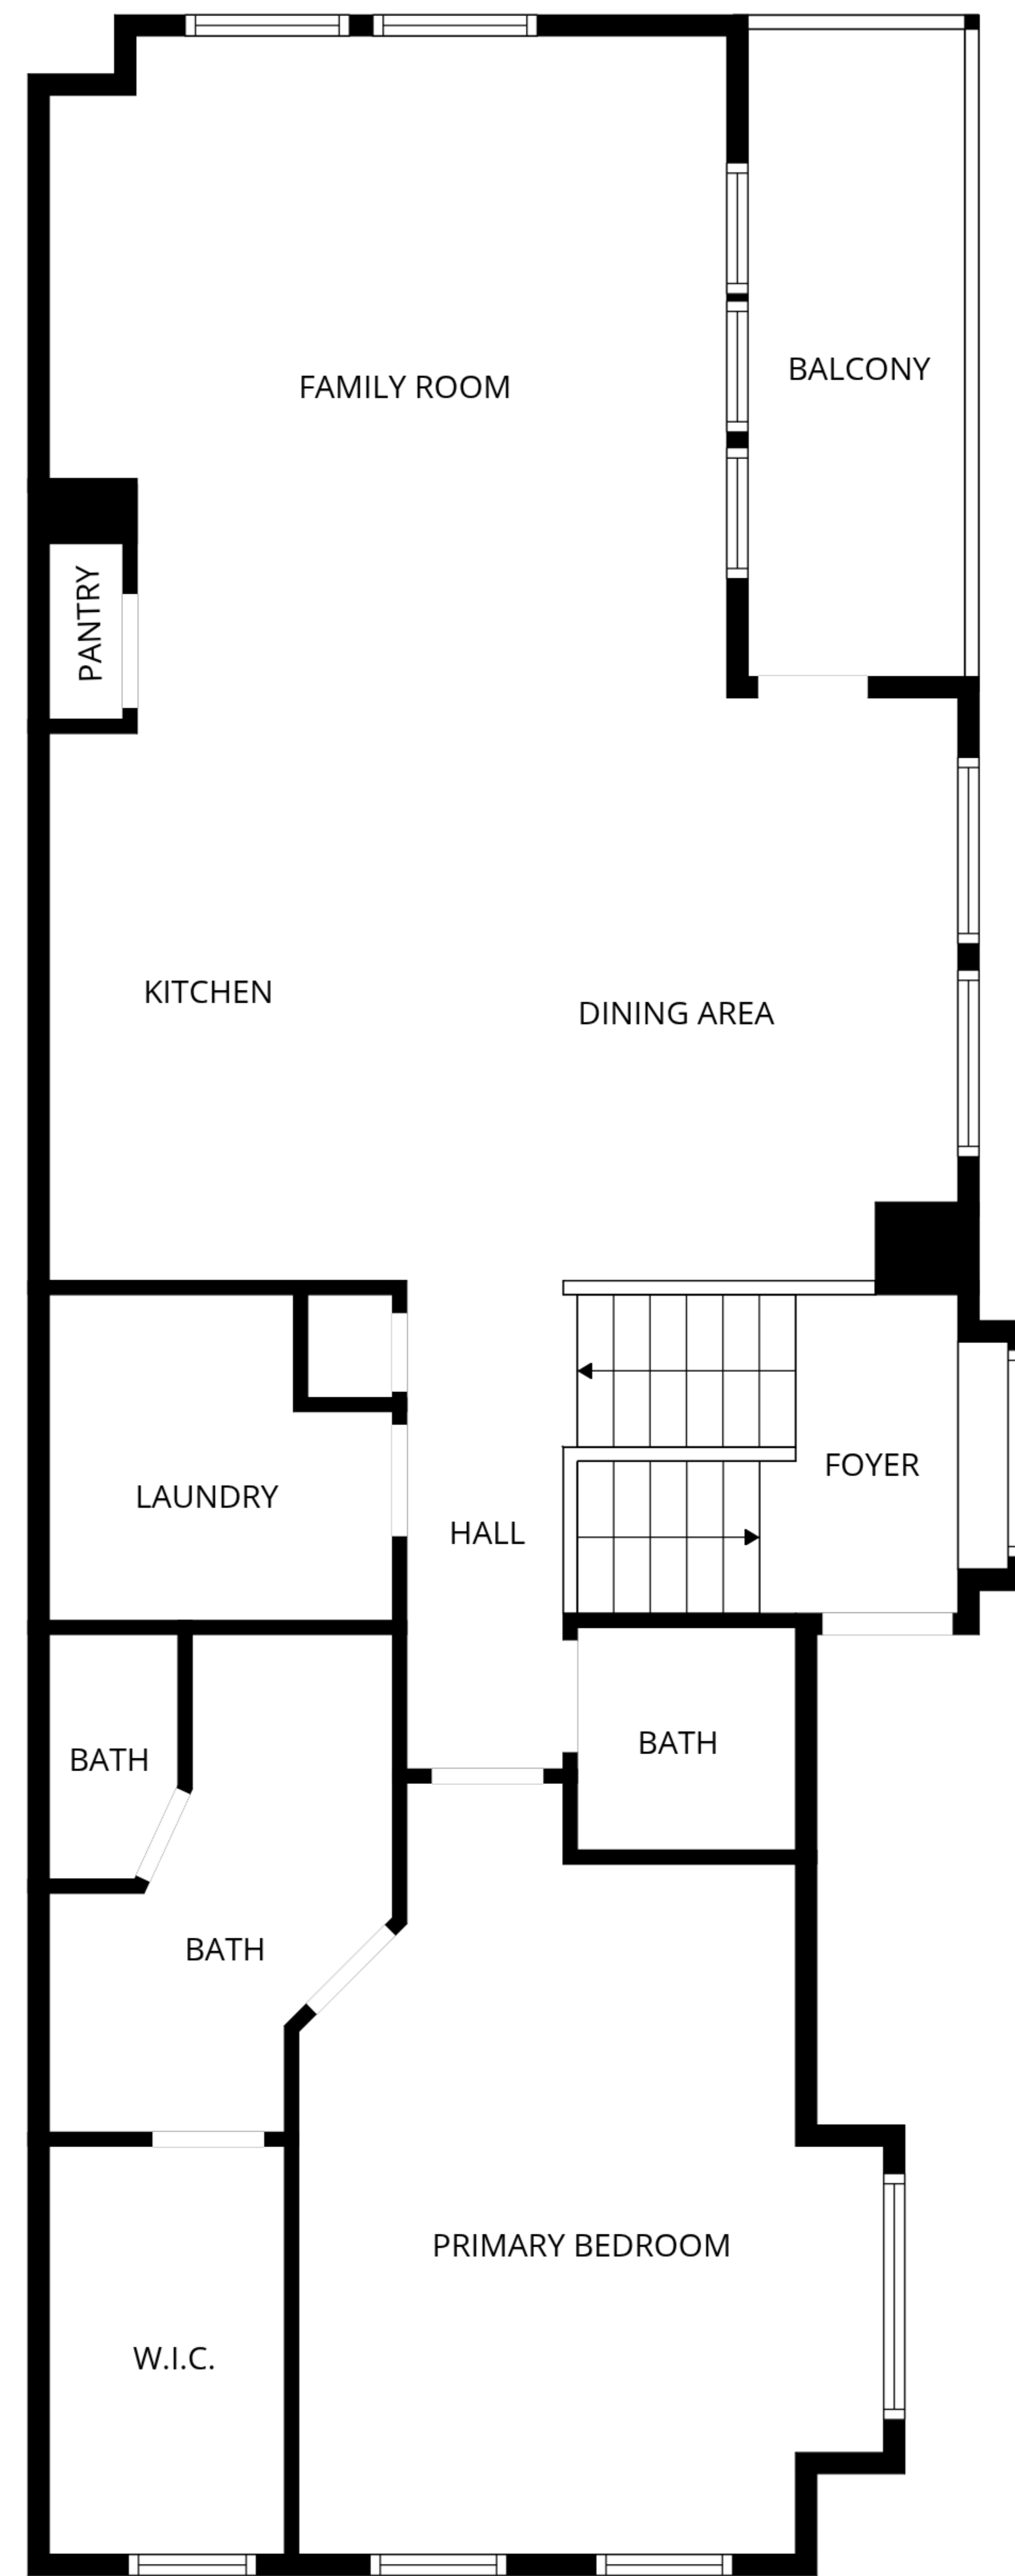 BALCONY
FAMILY ROOM
PANTRY
KITCHEN
DINING AREA
FOYER
LAUNDRY
HALL
BATH
BATH
BATH
PRIMARY BEDROOM
W.I.C.